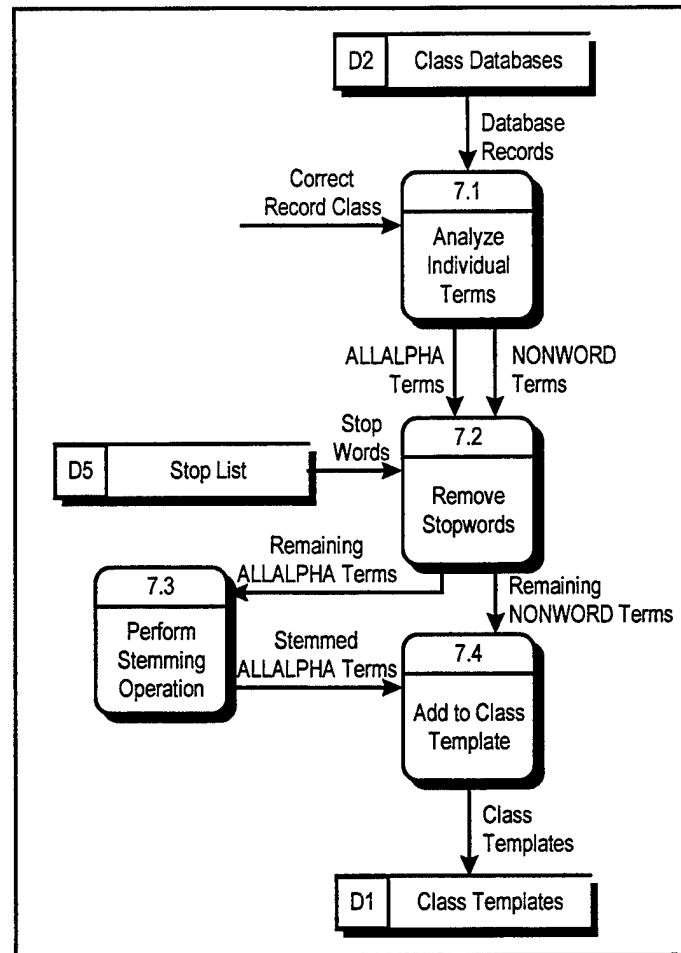 D2 Class Databases
Database
Records
Correct
Record Class
7.1
Analyze
Individual
Terms
ALLALPHA
Terms
NONWORD
Terms
Stop
Words
D5 Stop List
7.2
Remove
Stopwords
Remaining
ALLALPHA Terms
Remaining
NONWORD Terms
7.3
Perform
Stemming
Operation
Stemmed
ALLALPHA Terms
7.4
Add to Class
Template
Class
Templates
D1 Class Templates